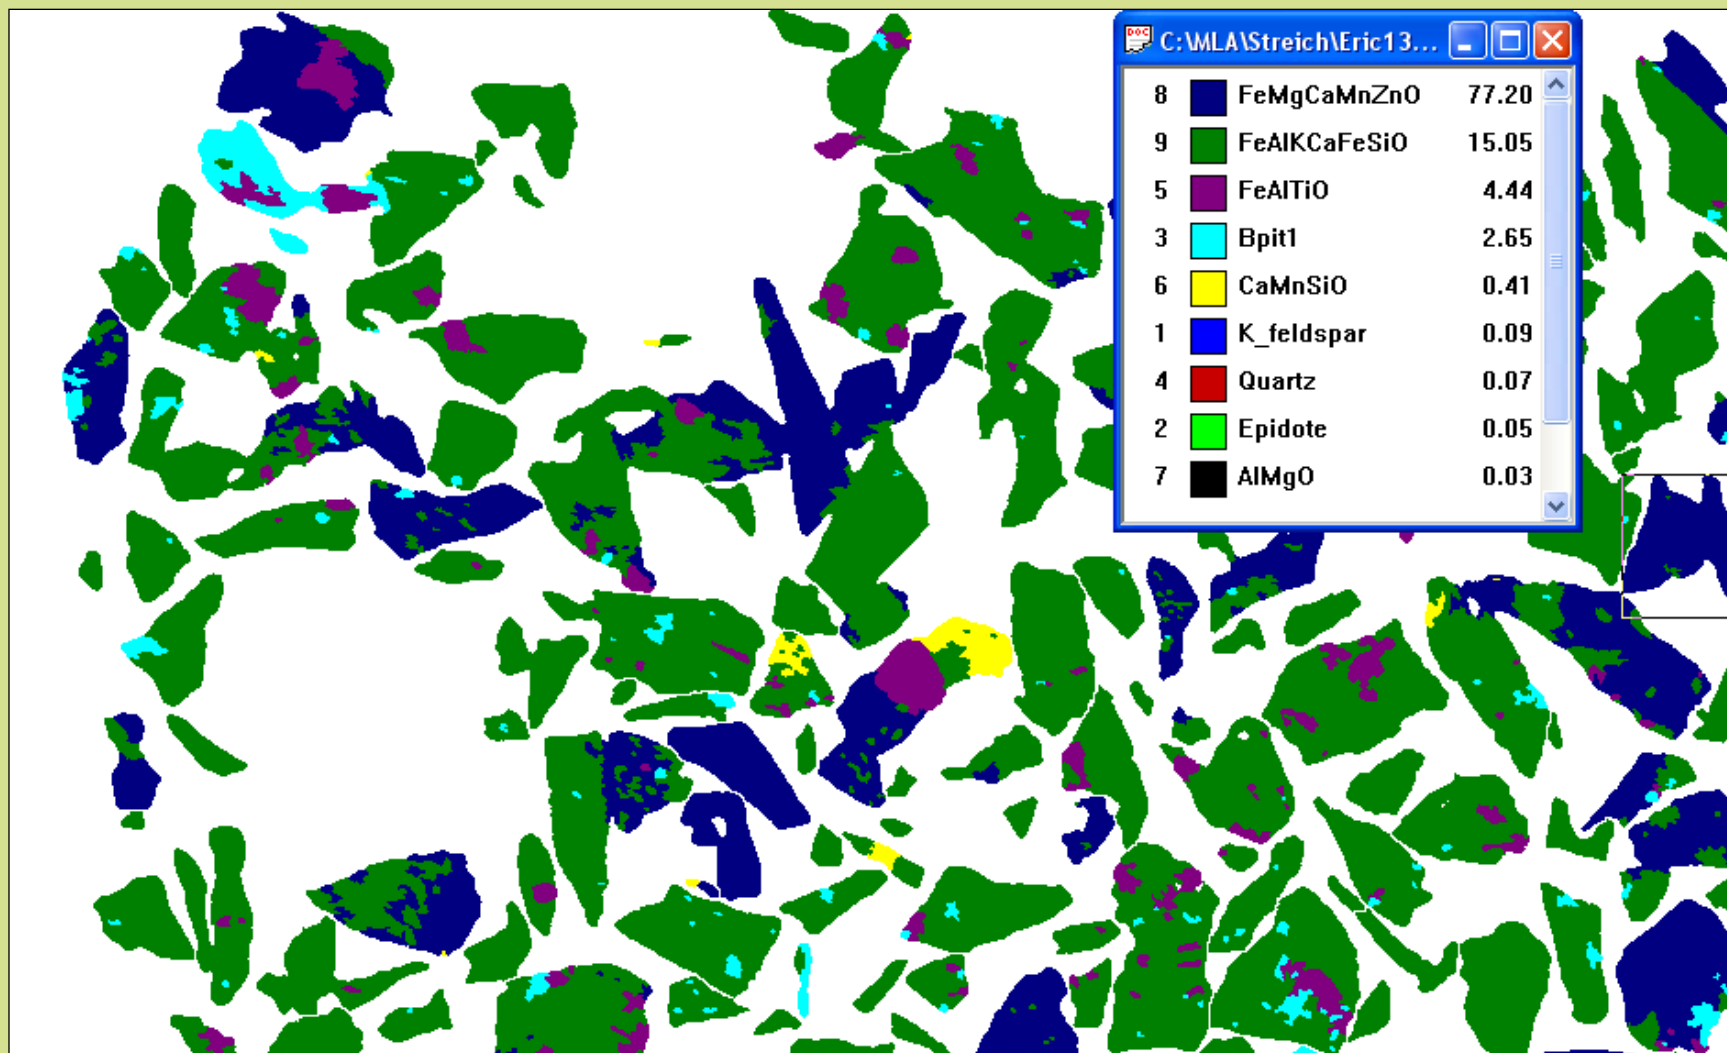 DOC C:\MLA\Streich\Eric13...
8 FeMgCaMnZnO 77.20
9 FeAlKCaFeSiO 15.05
5 FeAlTiO 4.44
3 Bpit1 2.65
6 CaMnSiO 0.41
1 K_feldspar 0.09
4 Quartz 0.07
2 Epidote 0.05
7 AlMgO 0.03